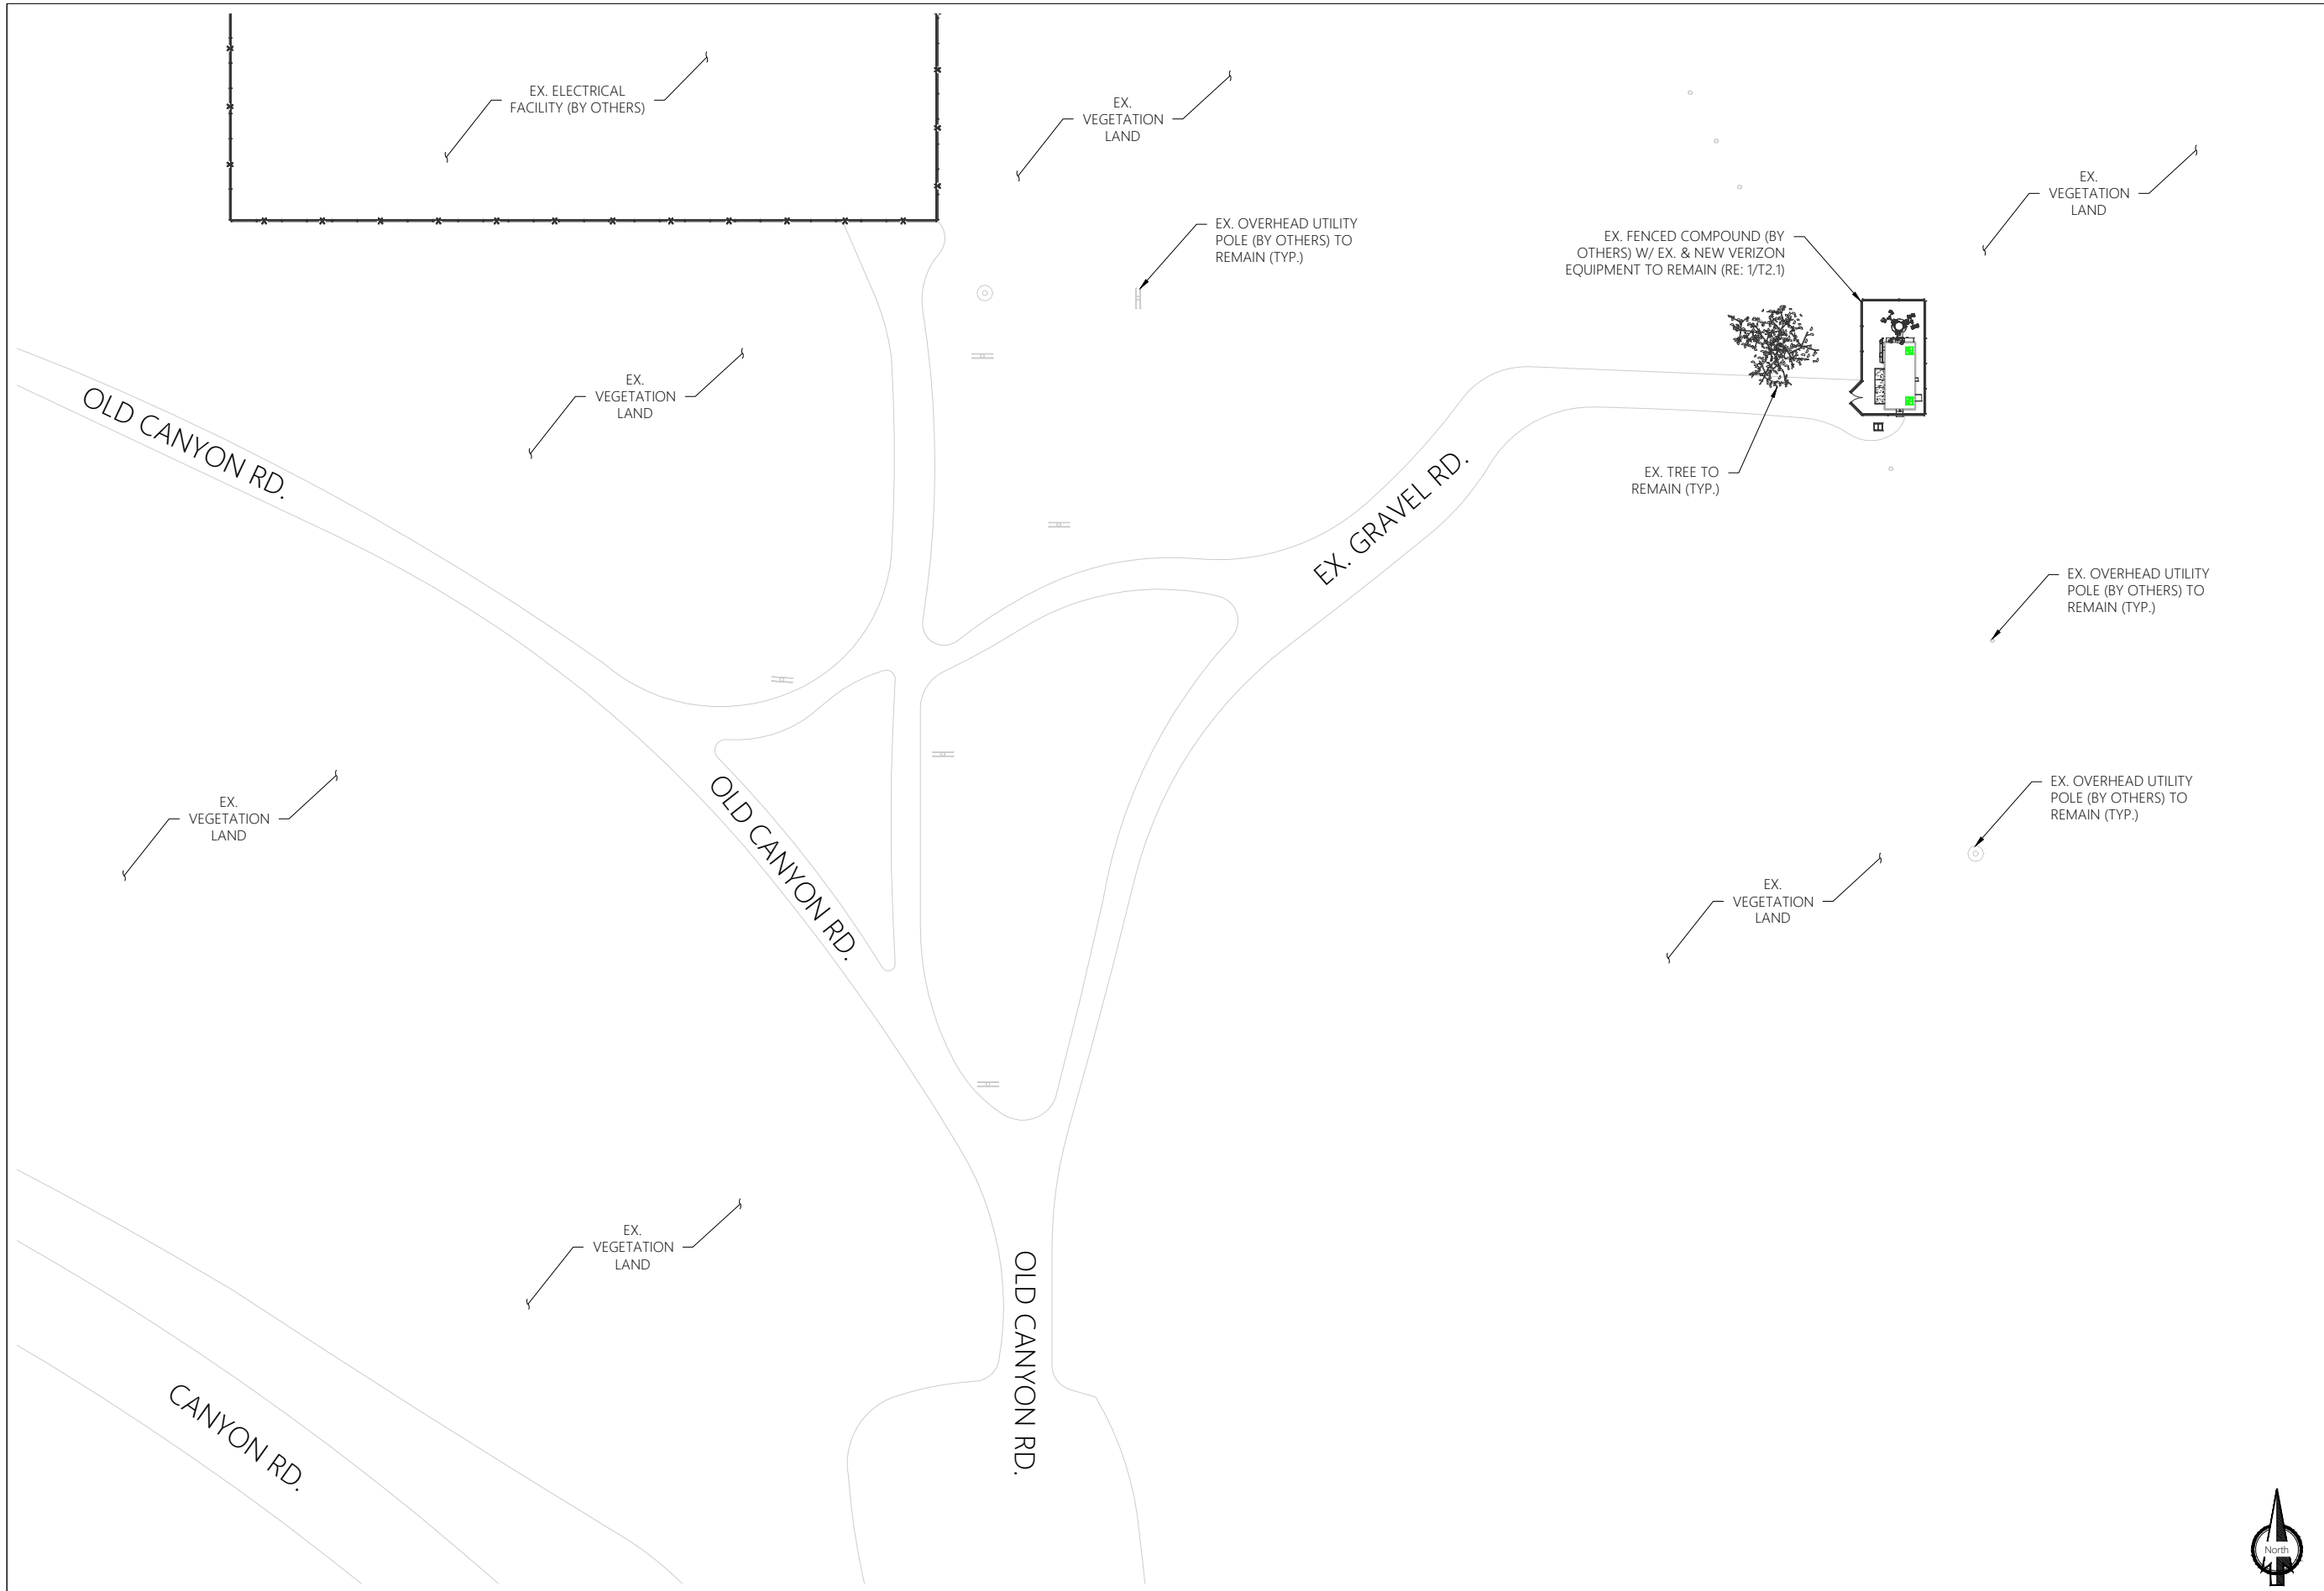 EX. ELECTRICAL
FACILITY (BY OTHERS)
EX.
VEGETATION
LAND
EX.
VEGETATION
LAND
EX. OVERHEAD UTILITY
POLE (BY OTHERS) TO
REMAIN (TYP.)
EX. FENCED COMPOUND (BY
OTHERS) W/ EX. & NEW VERIZON
EQUIPMENT TO REMAIN (RE: 1/T2.1)
EX.
VEGETATION
LAND
OLD CANYON RD.
EX. TREE TO
REMAIN (TYP.)
EX. GRAVEL RD.
EX. OVERHEAD UTILITY
POLE (BY OTHERS) TO
REMAIN (TYP.)
EX.
VEGETATION
LAND
OLD CANYON RD.
EX. OVERHEAD UTILITY
POLE (BY OTHERS) TO
REMAIN (TYP.)
EX.
VEGETATION
LAND
EX.
VEGETATION
LAND
OLD CANYON RD.
CANYON RD.
North